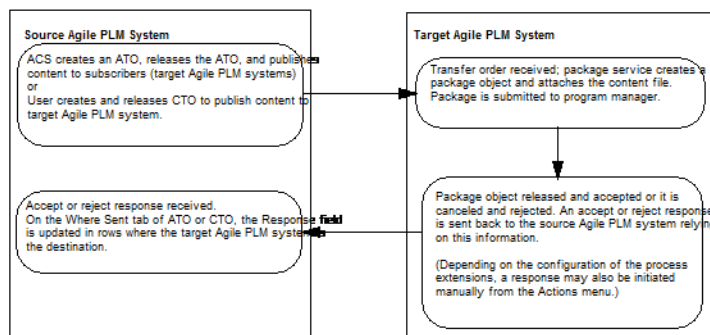 Source Agile PLM System
ACS creates an ATO, releases the ATO, and publishes
content to subscribers (target Agile PLM systems)
or
User creates and releases CTO to publish content to
target Agile PLM system.
Accept or reject response received.
On the Where Sent tab of ATO or CTO, the Response field
is updated in rows where the target Agile PLM system is
the destination.
Target Agile PLM System
Transfer order received; package service creates a
package object and attaches the content file.
Package is submitted to program manager.
Package object released and accepted or it is
canceled and rejected. An accept or reject response
is sent back to the source Agile PLM system relying
on this information.
(Depending on the configuration of the process
extensions, a response may also be initiated
manually from the Actions menu.)